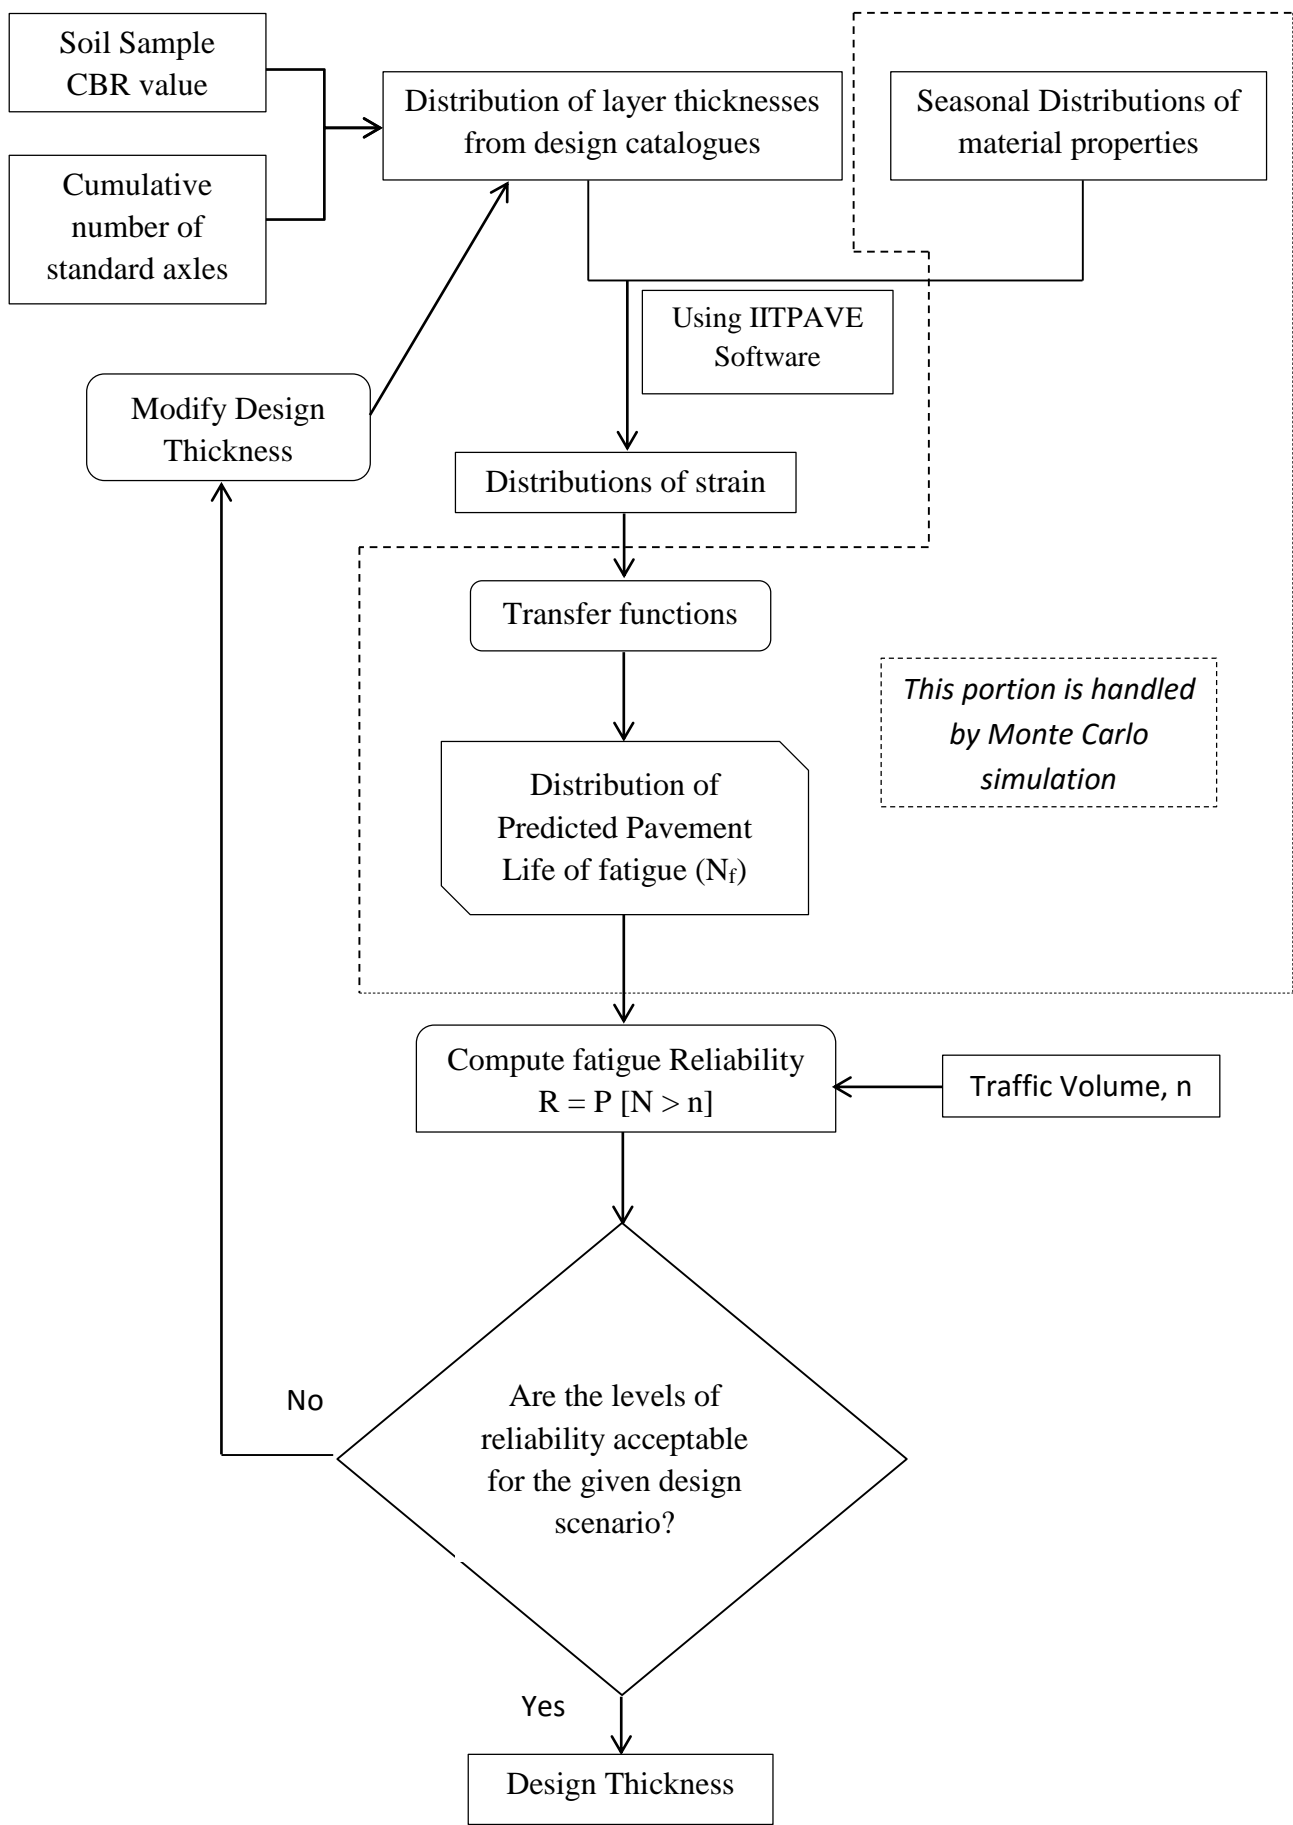 Soil Sample
CBR value
Distribution of layer thicknesses
from design catalogues
Seasonal Distributions of
material properties
Cumulative
number of
standard axles
Using IITPAVE
Software
Modify Design
Thickness
Distributions of strain
Transfer functions
This portion is handled
by Monte Carlo
simulation
Distribution of
Predicted Pavement
Life of fatigue (Nf)
Compute fatigue Reliability
R = P [N > n]
Traffic Volume, n
No
Are the levels of
reliability acceptable
for the given design
scenario?
Yes
Design Thickness